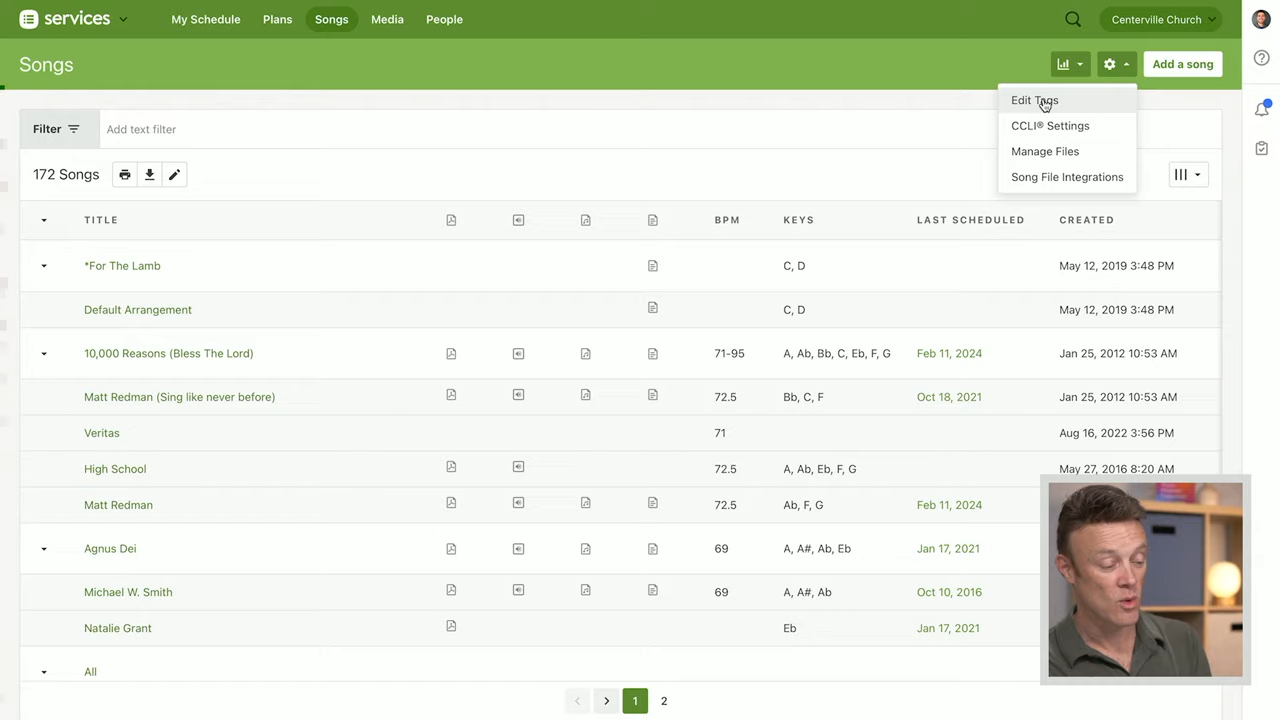 services My Schedule Plans Songs Media People Centerville Church
Songs Add a song
Edit Tags
CCLI® Settings
Manage Files
Song File Integrations
Filter Add text filter
172 Songs
TITLE BPM KEYS LAST SCHEDULED CREATED
*For The Lamb C, D May 12, 2019 3:48 PM
Default Arrangement C, D May 12, 2019 3:48 PM
10,000 Reasons (Bless The Lord) 71-95 A, Ab, Bb, C, Eb, F, G Feb 11, 2024 Jan 25, 2012 10:53 AM
Matt Redman (Sing like never before) 72.5 Bb, C, F Oct 18, 2021 Jan 25, 2012 10:53 AM
Veritas 71 Aug 16, 2022 3:56 PM
High School 72.5 A, Ab, Eb, F, G May 27, 2016 8:20 AM
Matt Redman 72.5 Ab, F, G Feb 11, 2024
Agnus Dei 69 A, A#, Ab, Eb Jan 17, 2021
Michael W. Smith 69 A, A#, Ab Oct 10, 2016
Natalie Grant Eb Jan 17, 2021
All
1 2